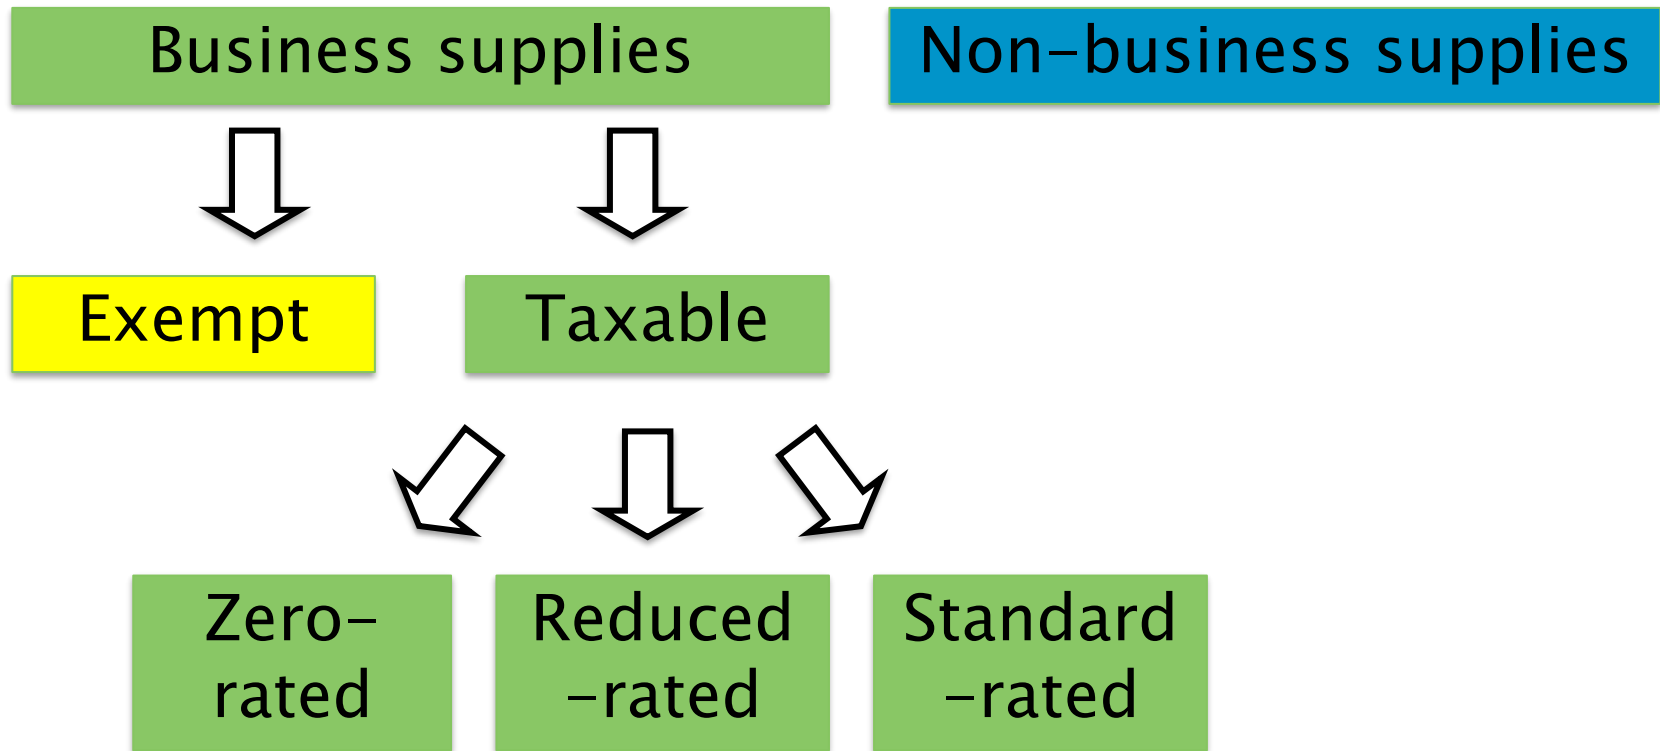 Business supplies
Non-business supplies
Exempt
Taxable
Zero-
rated
Reduced
-rated
Standard
-rated